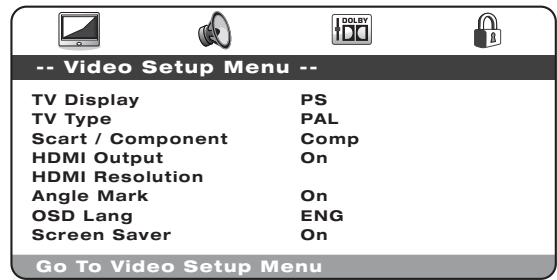 DOLBY
-- Video Setup Menu --
TV Display PS
TV Type PAL
Scart / Component Comp
HDMI Output On
HDMI Resolution
Angle Mark On
OSD Lang ENG
Screen Saver On
Go To Video Setup Menu